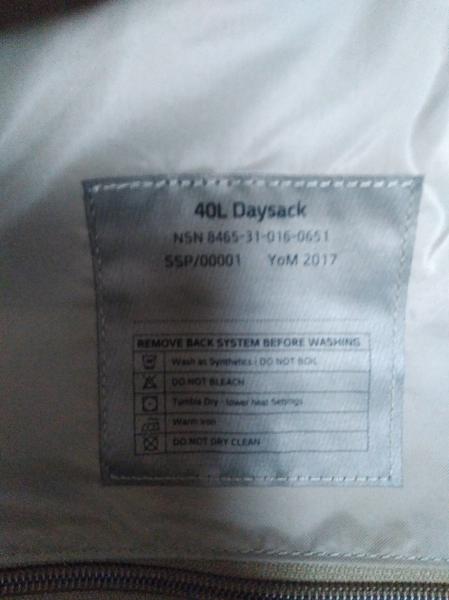 40L Daysack
NSN 8465-31-016-0651
SSP/00001 YoM 2017
REMOVE BACK SYSTEM BEFORE WASHING
Wash as Synthetics - DO NOT BOIL
DO NOT BLEACH
Tumble Dry - lower heat Settings
Warm Iron
DO NOT DRY CLEAN